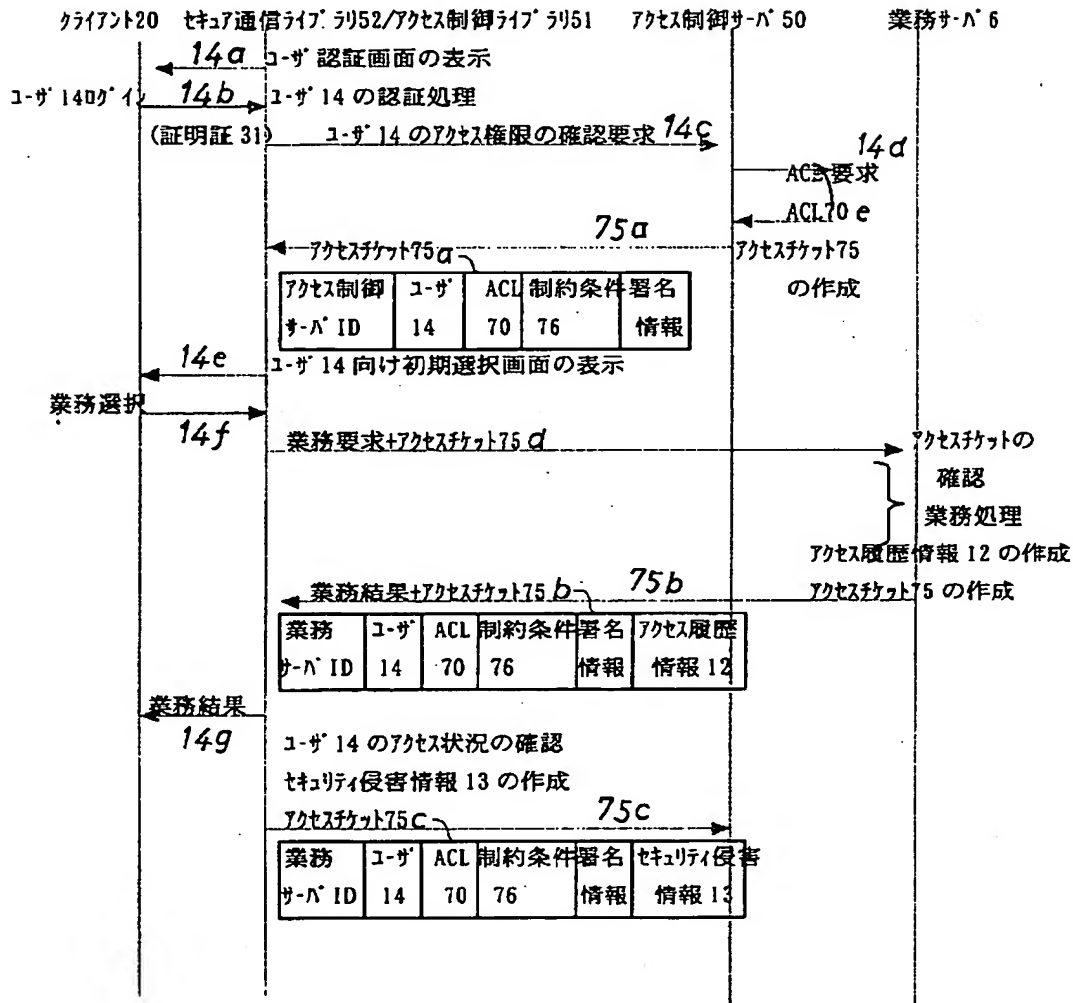 クライアント20 セキュア通信ライブラリ52/アクセス制御ライブラリ51 アクセス制御サーバ50 業務サーバ6
14a ユーザ認証画面の表示
ユーザ14ログイン 14b ユーザ14の認証処理
(証明証31) ユーザ14のアクセス権限の確認要求 14c
14d
ACL要求
ACL70 e
75a
アクセスチケット75a アクセスチケット75
の作成
アクセス制御 ユーザ ACL 制約条件 署名
サーバID 14 70 76 情報
14e ユーザ14向け初期選択画面の表示
業務選択
14f 業務要求+アクセスチケット75d アクセスチケットの
確認
業務処理
アクセス履歴情報12の作成
業務結果+アクセスチケット75b 75b アクセスチケット75の作成
業務 ユーザ ACL 制約条件 署名 アクセス履歴
サーバID 14 70 76 情報 情報12
業務結果
14g ユーザ14のアクセス状況の確認
セキュリティ侵害情報13の作成
アクセスチケット75c 75c
業務 ユーザ ACL 制約条件 署名 セキュリティ侵害
サーバID 14 70 76 情報 情報13